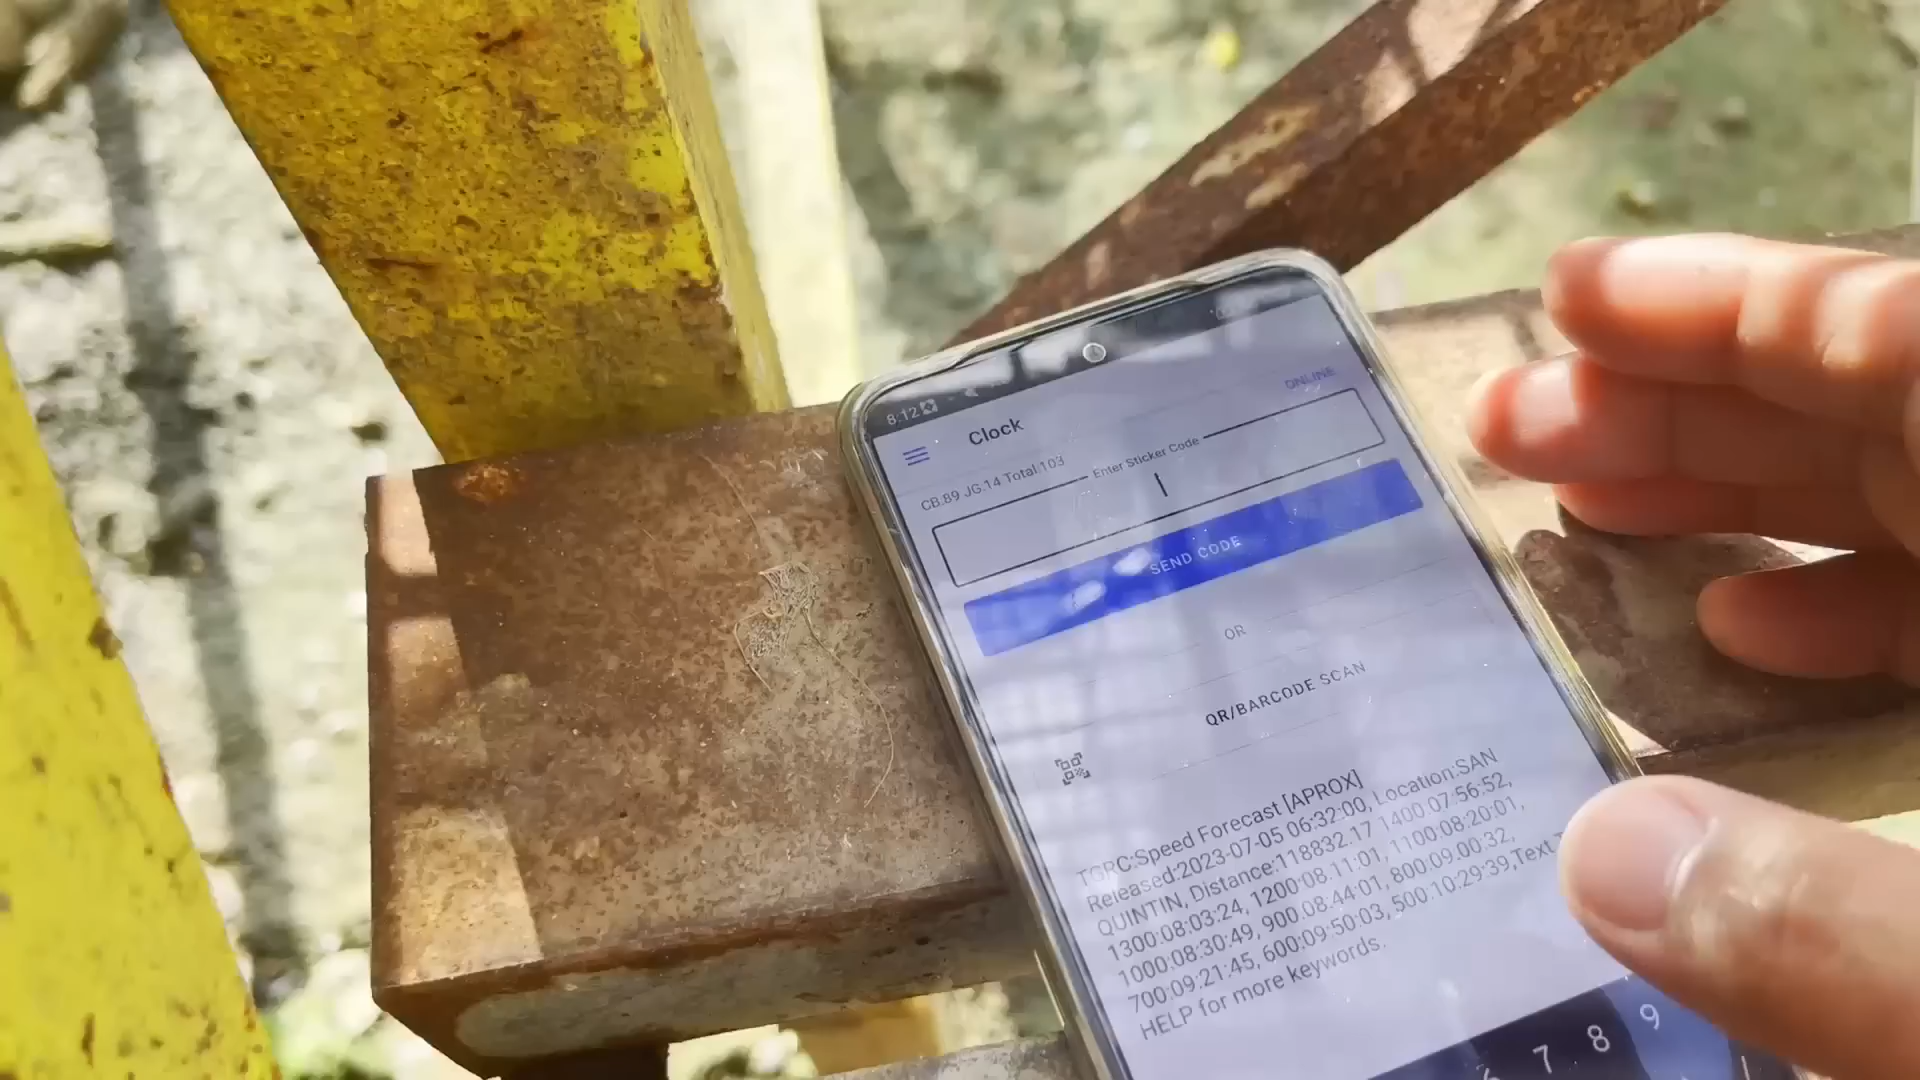 8:12
ONLINE
Clock
CB.89 JG.14 Total:103
Enter Sticker Code
SEND CODE
OR
QR/BARCODE SCAN
TGRC:Speed Forecast [APROX]
Released:2023-07-05 06:32:00, Location:SAN
QUINTIN, Distance:118832.17 1400:07:56:52,
1300:08:03:24, 1200:08:11:01, 1100:08:20:01,
1000:08:30:49, 900:08:44:01, 800:09:00:32,
700:09:21:45, 600:09:50:03, 500:10:29:39,Text
HELP for more keywords.
7 8 9